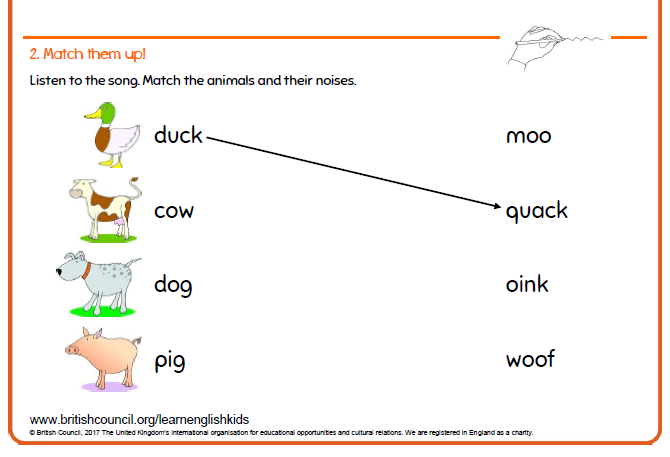 2. Match them up!
Listen to the song. Match the animals and their noises.
duck moo
cow quack
dog oink
pig woof
www.britishcouncil.org/learnenglishkids
© British Council, 2017 The United Kingdom's international organisation for educational opportunities and cultural relations. We are registered in England as a charity.